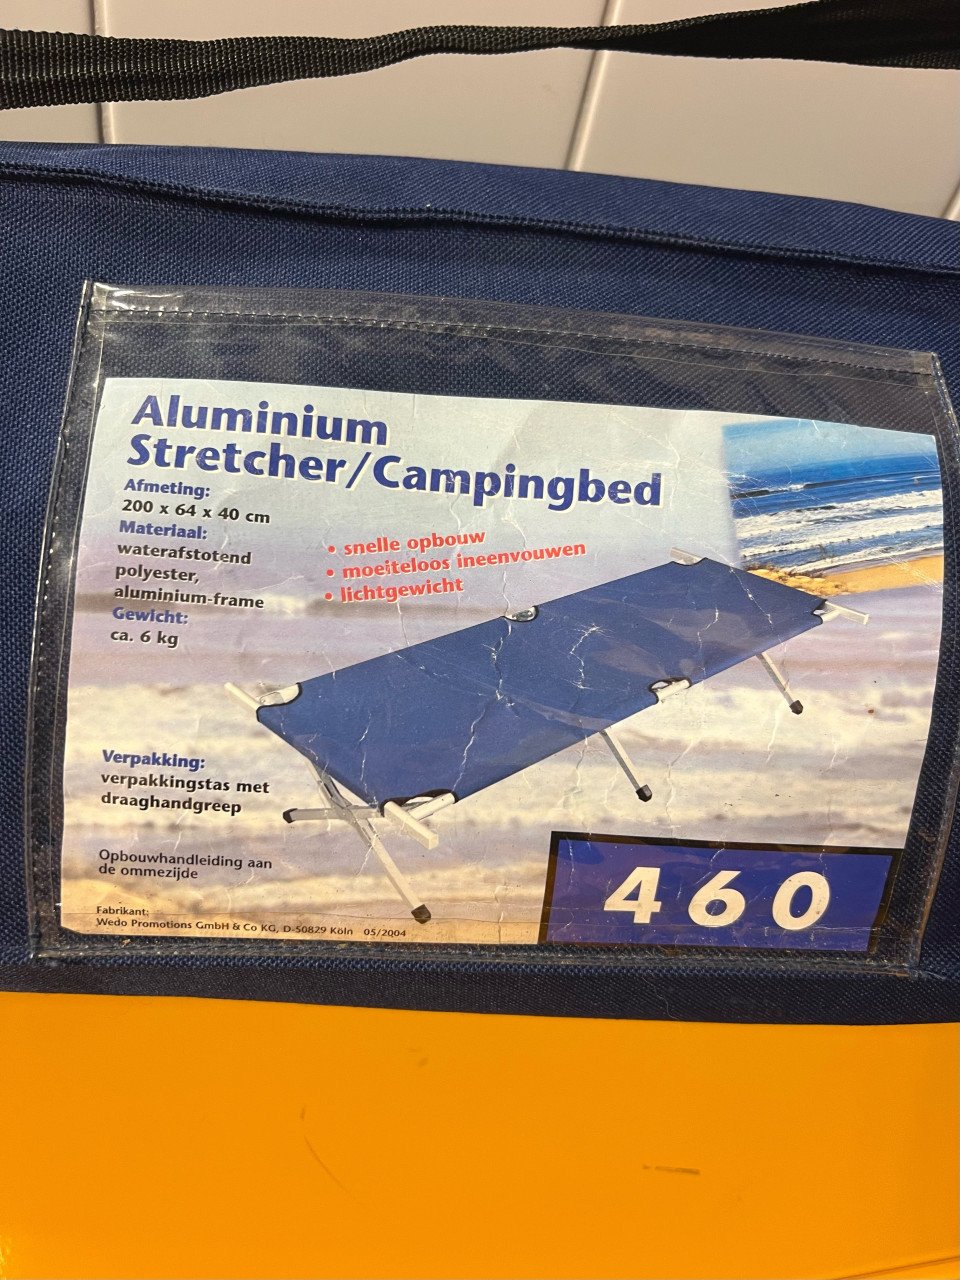 Aluminium
Stretcher/Campingbed
Afmeting:
200 x 64 x 40 cm
Materiaal:
waterafstotend
polyester,
aluminium-frame
Gewicht:
ca. 6 kg
• snelle opbouw
• moeiteloos ineenvouwen
• lichtgewicht
Verpakking:
verpakkingstas met
draaghandgreep
Opbouwhandleiding aan
de ommezijde
Fabrikant:
Wedo Promotions GmbH & Co KG, D-50829 Köln 05/2004
460